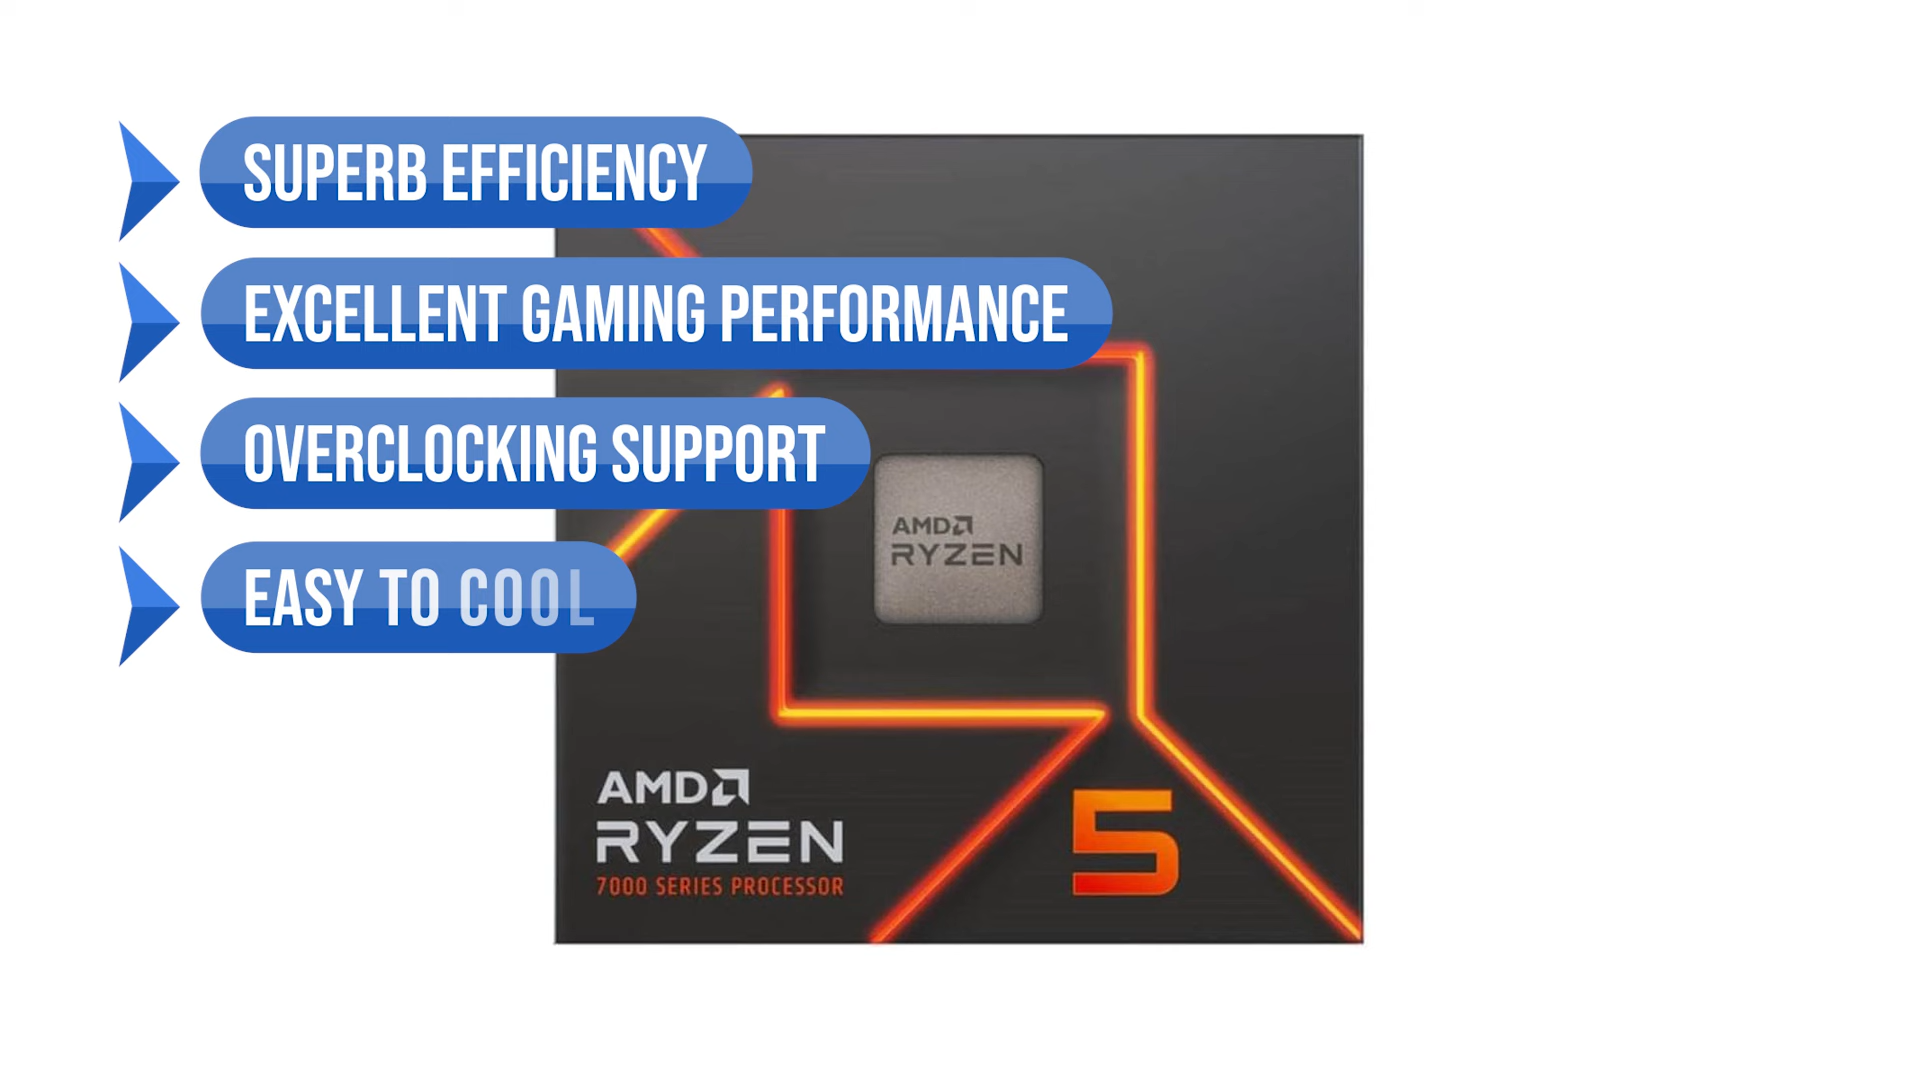 SUPERB EFFICIENCY
EXCELLENT GAMING PERFORMANCE
OVERCLOCKING SUPPORT
EASY TO COOL
AMD
RYZEN
AMD
RYZEN
7000 SERIES PROCESSOR
5